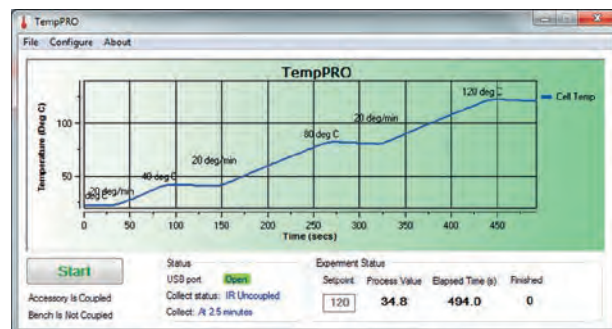 TempPRO
File Configure About
TempPRO
120 deg C
Cell Temp
20 deg/min
80 deg C
20 deg/min
40 deg C
20 deg/min
deg C
Temperature (Deg C)
100
50
0 50 100 150 200 250 300 350 400 450
Time (secs)
Start
Accessory Is Coupled
Bench Is Not Coupled
Status
USB port: Open
Collect status: IR Uncoupled
Collect: At 2.5 minutes
Experiment Status
Setpoint Process Value Elapsed Time (s) Finished
120 34.8 494.0 0